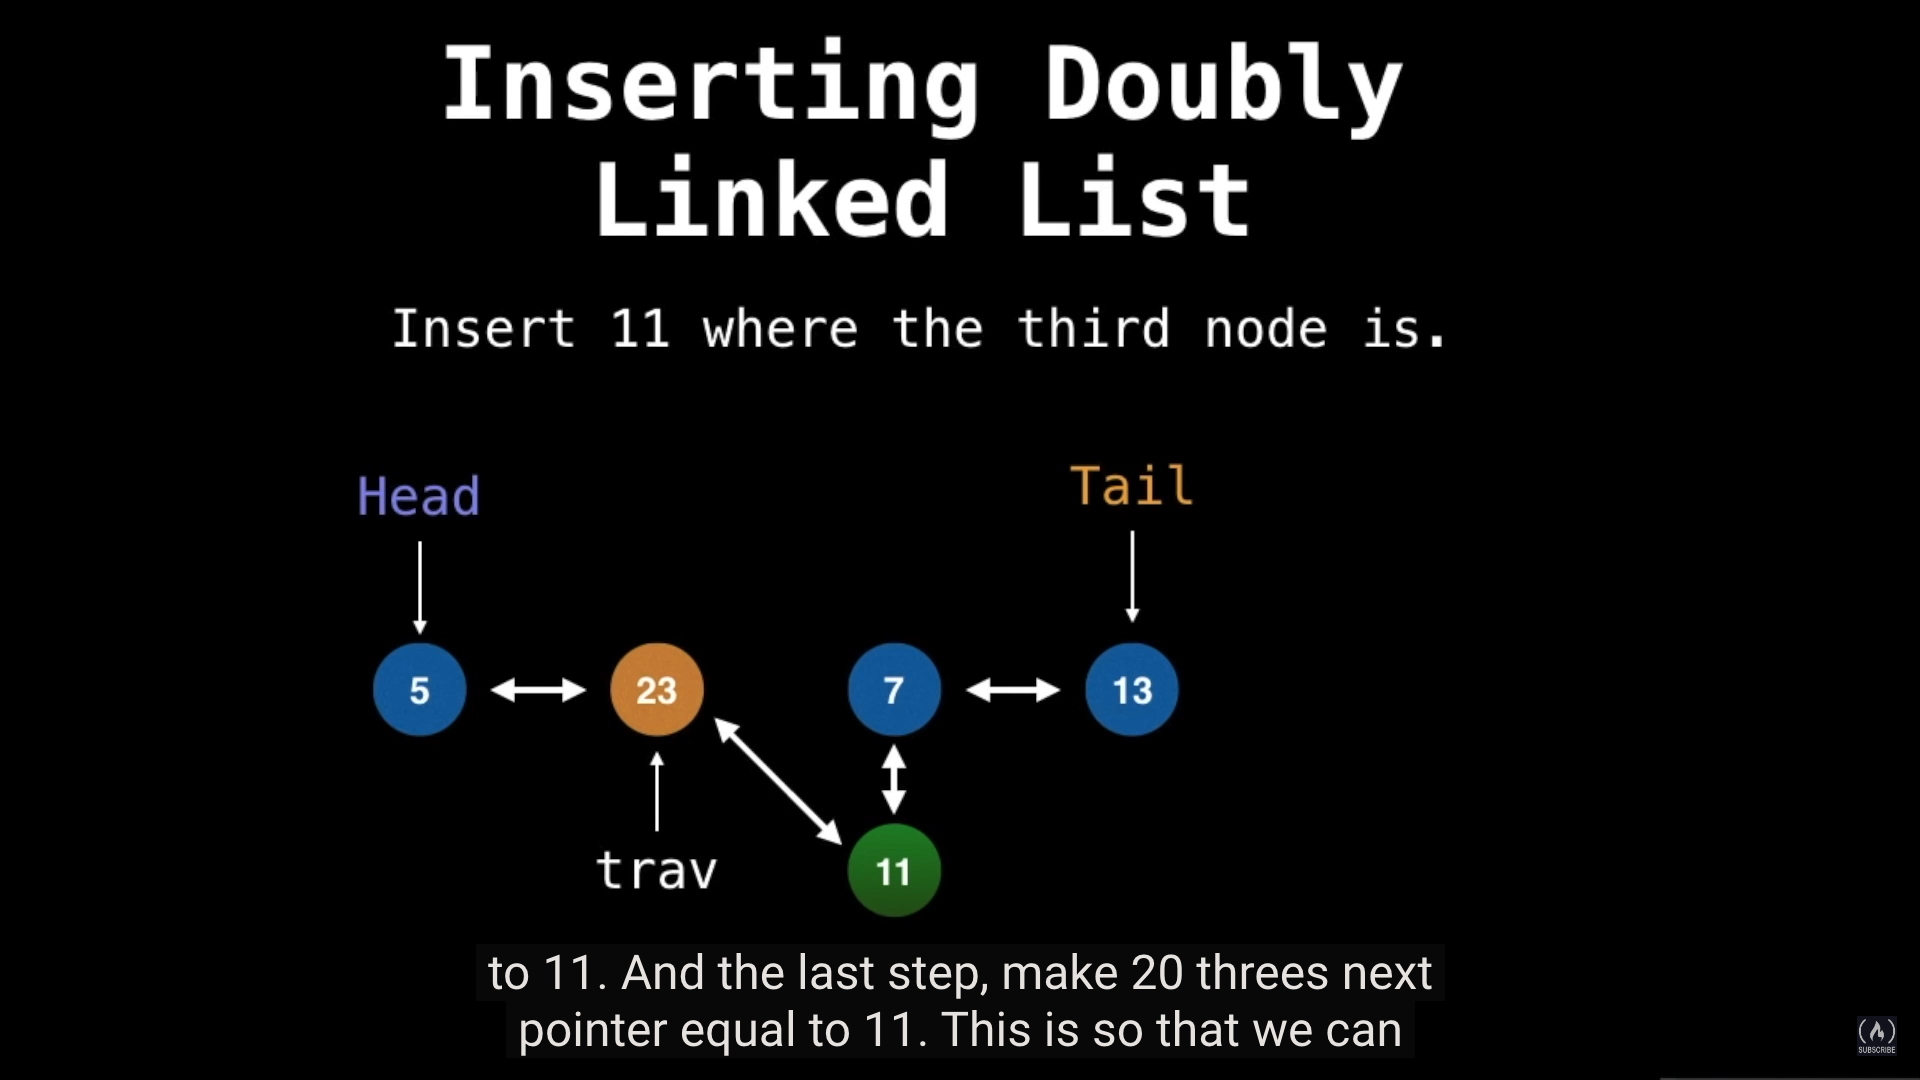 Inserting Doubly
Linked List
Insert 11 where the third node is.
Head
Tail
5
23
7
13
trav
11
to 11. And the last step, make 20 threes next
pointer equal to 11. This is so that we can
SUBSCRIBE